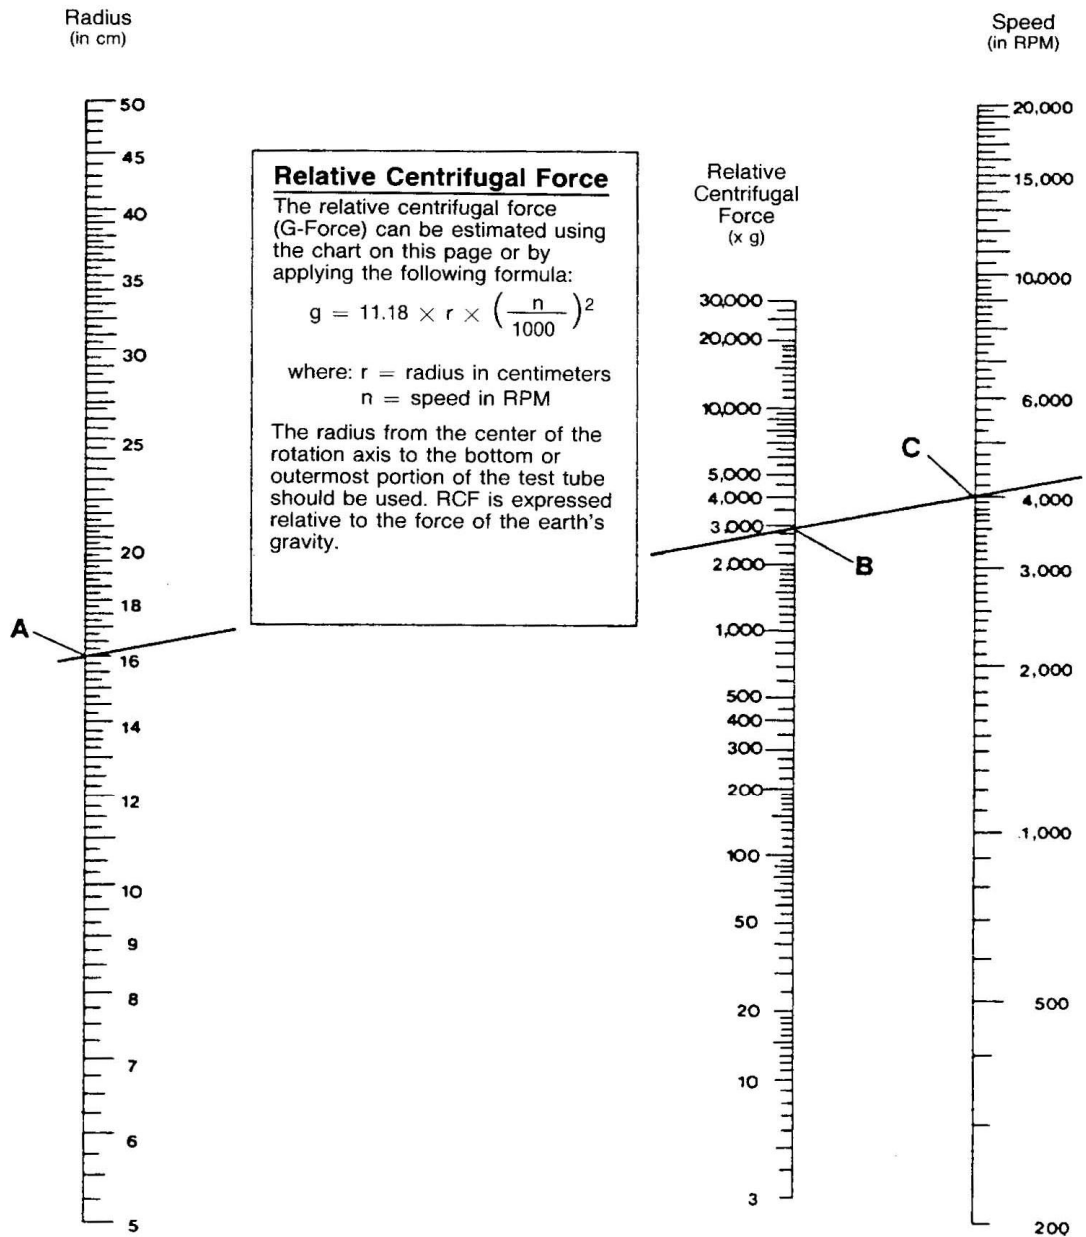 Radius
(in cm)
50
45
40
35
30
25
20
18
16
14
12
10
9
8
7
6
5
A
Relative Centrifugal Force
The relative centrifugal force
(G-Force) can be estimated using
the chart on this page or by
applying the following formula:
g = 11.18 × r × (n/1000)²
where: r = radius in centimeters
n = speed in RPM
The radius from the center of the
rotation axis to the bottom or
outermost portion of the test tube
should be used. RCF is expressed
relative to the force of the earth's
gravity.
Relative
Centrifugal
Force
(x g)
30,000
20,000
10,000
5,000
4,000
3,000
2,000
1,000
500
400
300
200
100
50
20
10
3
B
Speed
(in RPM)
20,000
15,000
10,000
6,000
4,000
3,000
2,000
1,000
500
200
C